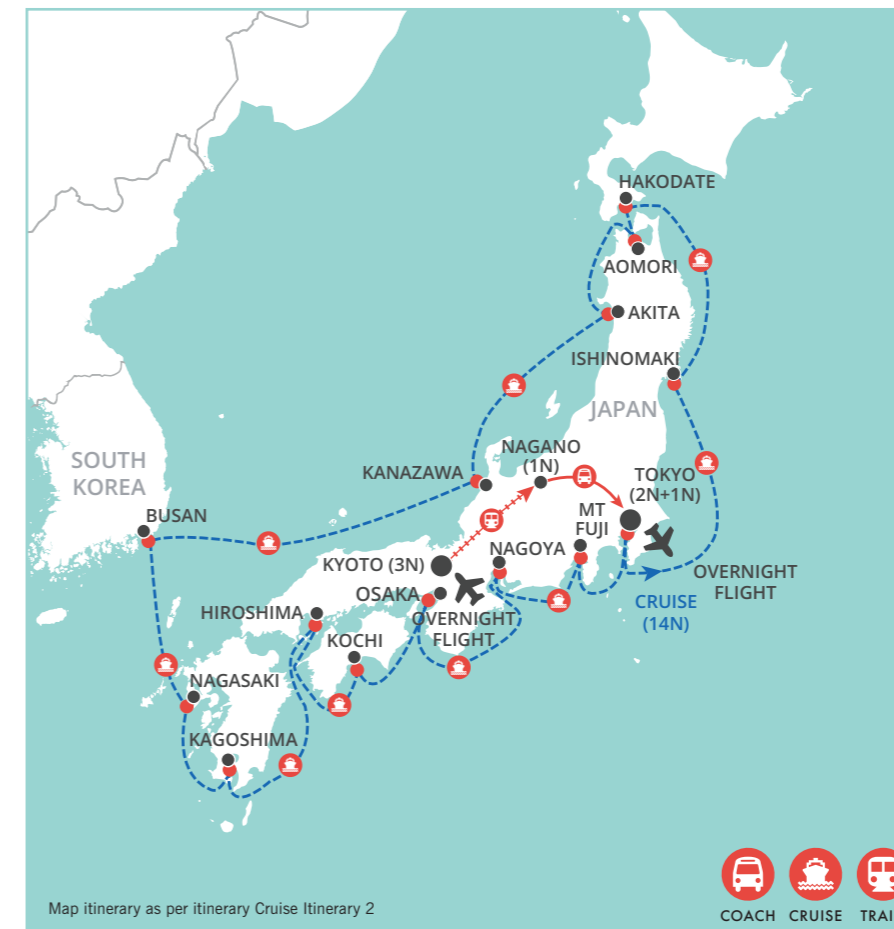 HAKODATE
AOMORI
AKITA
ISHINOMAKI
JAPAN
NAGANO
(1N)
KANAZAWA
TOKYO
(2N+1N)
SOUTH
KOREA
BUSAN
MT
FUJI
KYOTO (3N)
NAGOYA
OSAKA
OVERNIGHT
FLIGHT
OVERNIGHT
FLIGHT
CRUISE
(14N)
HIROSHIMA
KOCHI
NAGASAKI
KAGOSHIMA
COACH CRUISE TRAI
Map itinerary as per itinerary Cruise Itinerary 2